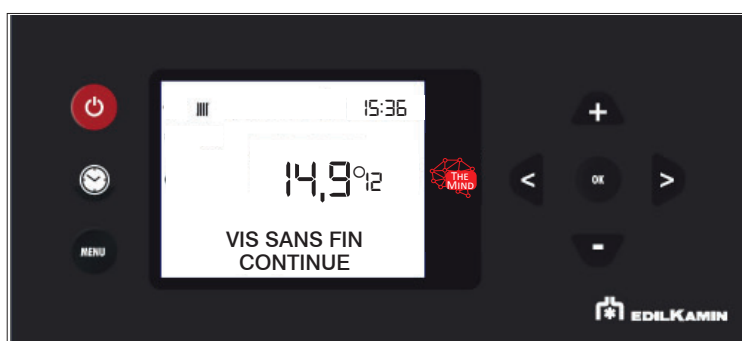 15:36
14,9°12
THE
MIND
+
< OK >
MENU
-
VIS SANS FIN
CONTINUE
EDILKAMIN